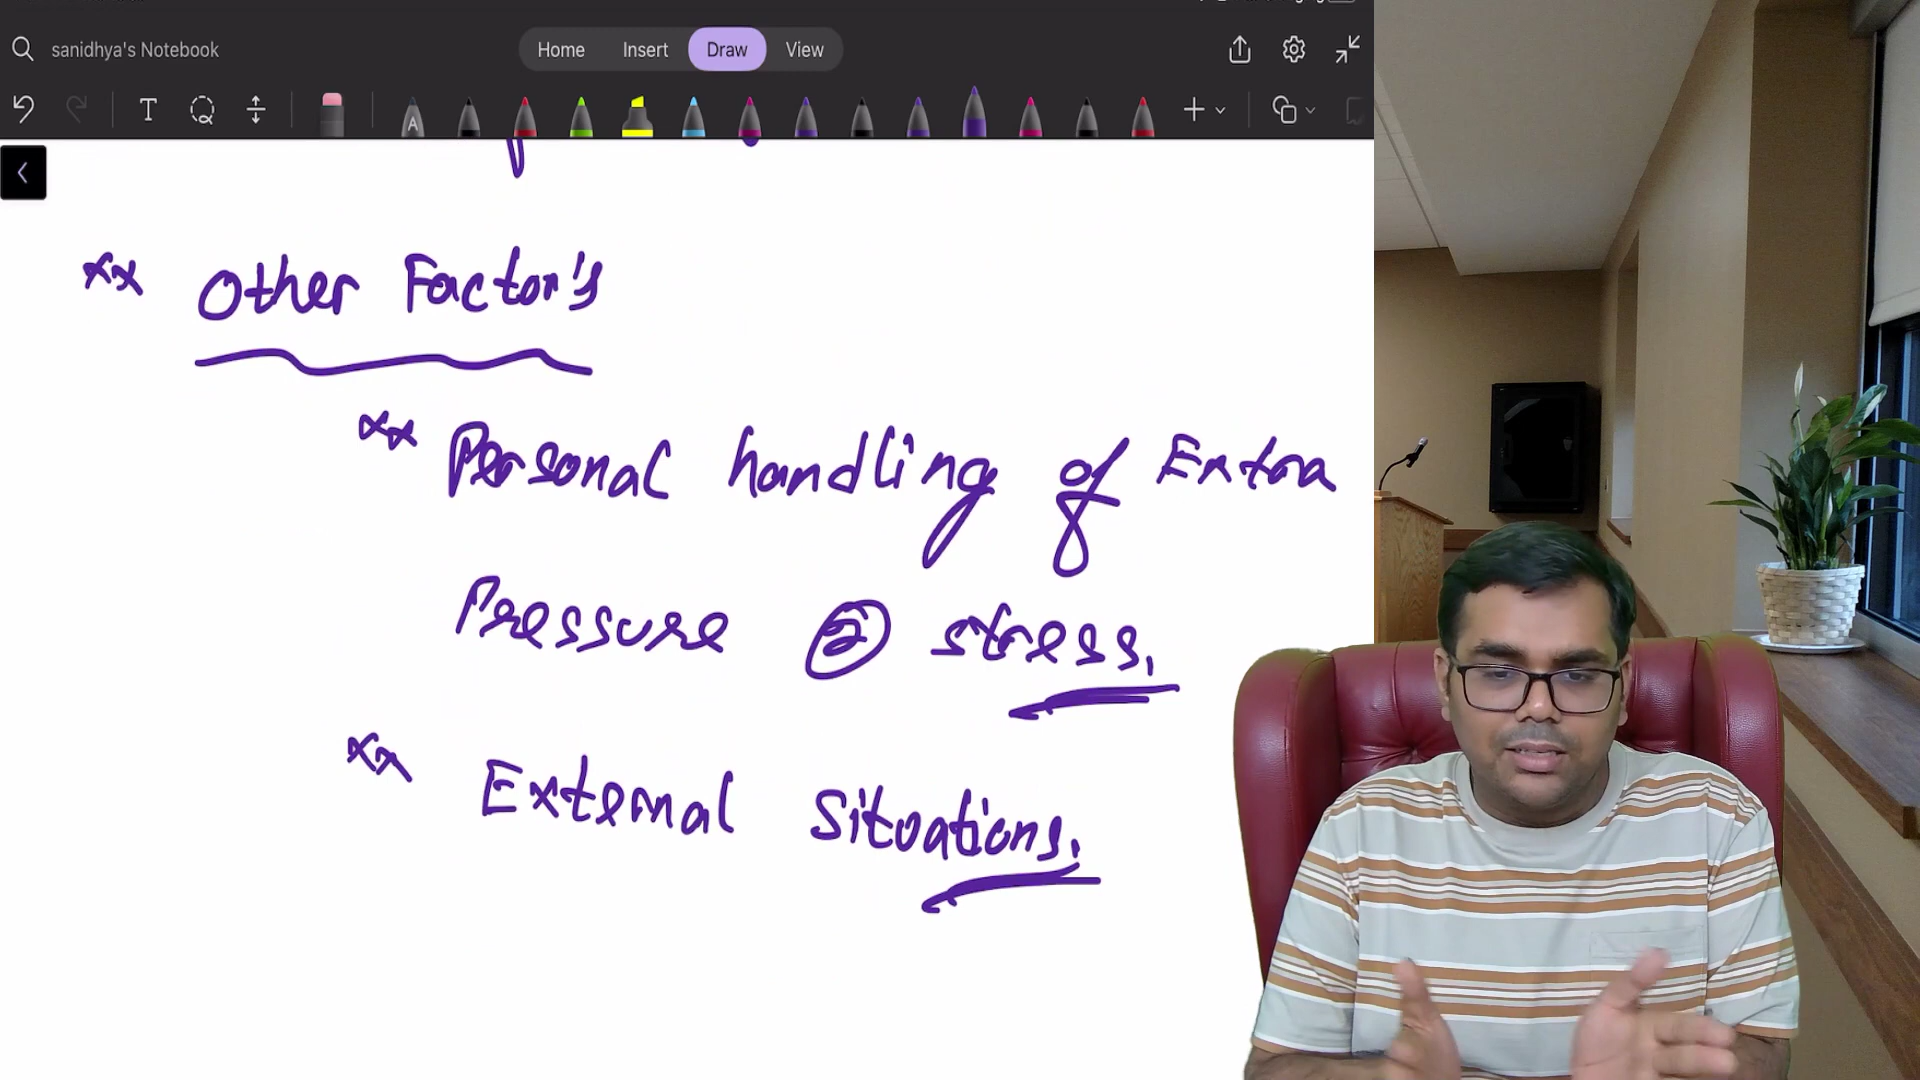 sanidhya's Notebook
Home Insert Draw View
T
A
** Other Factor's
** Personal handling of Extra
Pressure @ stress.
** External Situations.